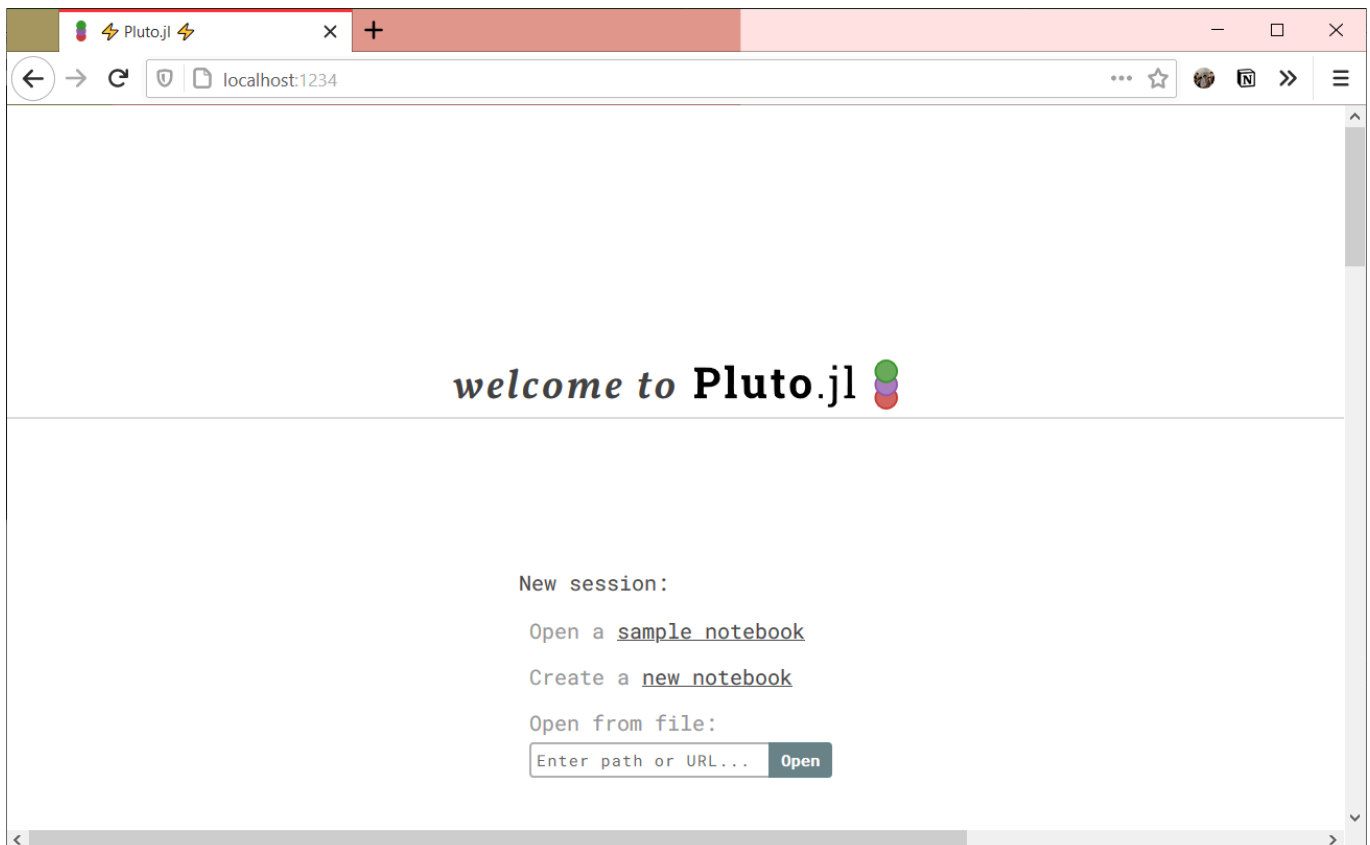 ⚡ Pluto.jl ⚡
localhost:1234
N
welcome to Pluto.jl
New session:
Open a sample notebook
Create a new notebook
Open from file:
Enter path or URL... Open